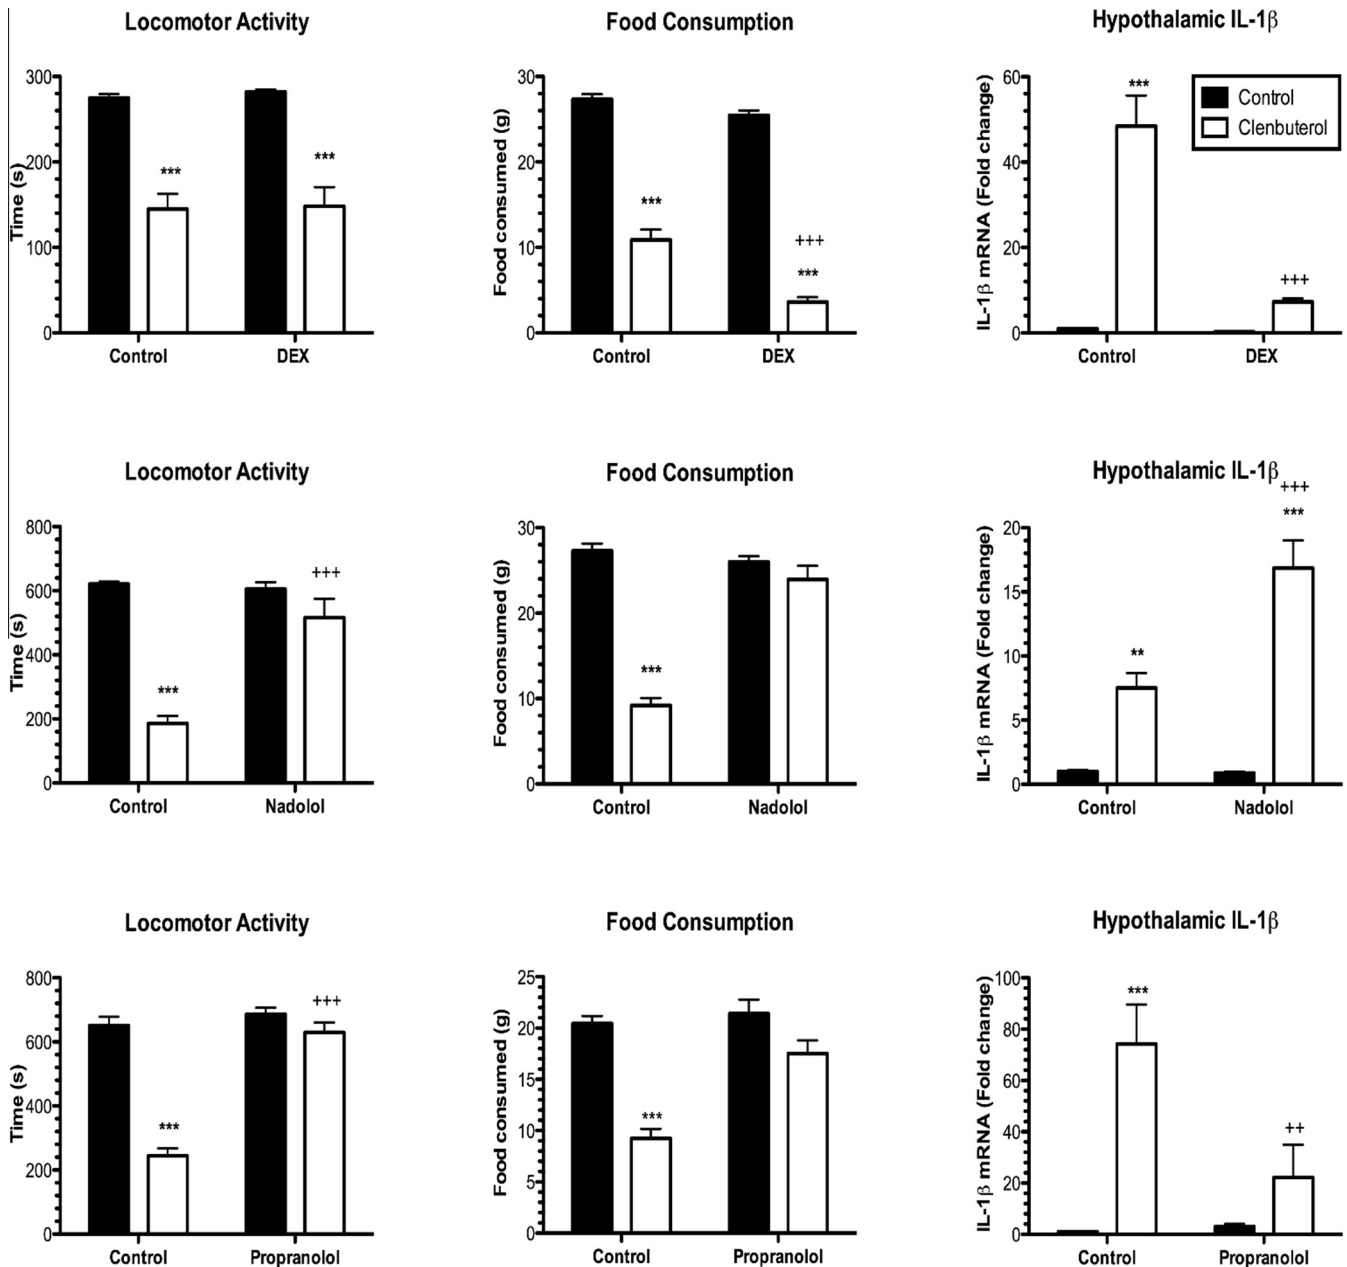 Locomotor Activity
Time (s)
300
200
100
0
***
***
Control
DEX
Food Consumption
Food consumed (g)
30
20
10
0
***
+++
***
Control
DEX
Hypothalamic IL-1β
IL-1β mRNA (Fold change)
60
40
20
0
***
+++
Control
Clenbuterol
Control
DEX
Locomotor Activity
Time (s)
800
600
400
200
0
***
+++
Control
Nadolol
Food Consumption
Food consumed (g)
30
20
10
0
***
Control
Nadolol
Hypothalamic IL-1β
IL-1β mRNA (Fold change)
20
15
10
5
0
**
+++
***
Control
Nadolol
Locomotor Activity
Time (s)
800
600
400
200
0
***
+++
Control
Propranolol
Food Consumption
Food consumed (g)
25
20
15
10
5
0
***
Control
Propranolol
Hypothalamic IL-1β
IL-1β mRNA (Fold change)
100
80
60
40
20
0
***
++
Control
Propranolol